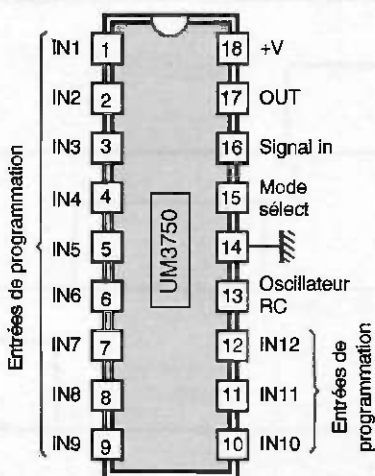 IN1 1 18 +V
IN2 2 17 OUT
IN3 3 16 Signal in
IN4 4 15 Mode
sélect
IN5 5 14
IN6 6 13 Oscillateur
RC
IN7 7 12 IN12
IN8 8 11 IN11
IN9 9 10 IN10
UM3750
Entrées de programmation
Entrées de
programmation